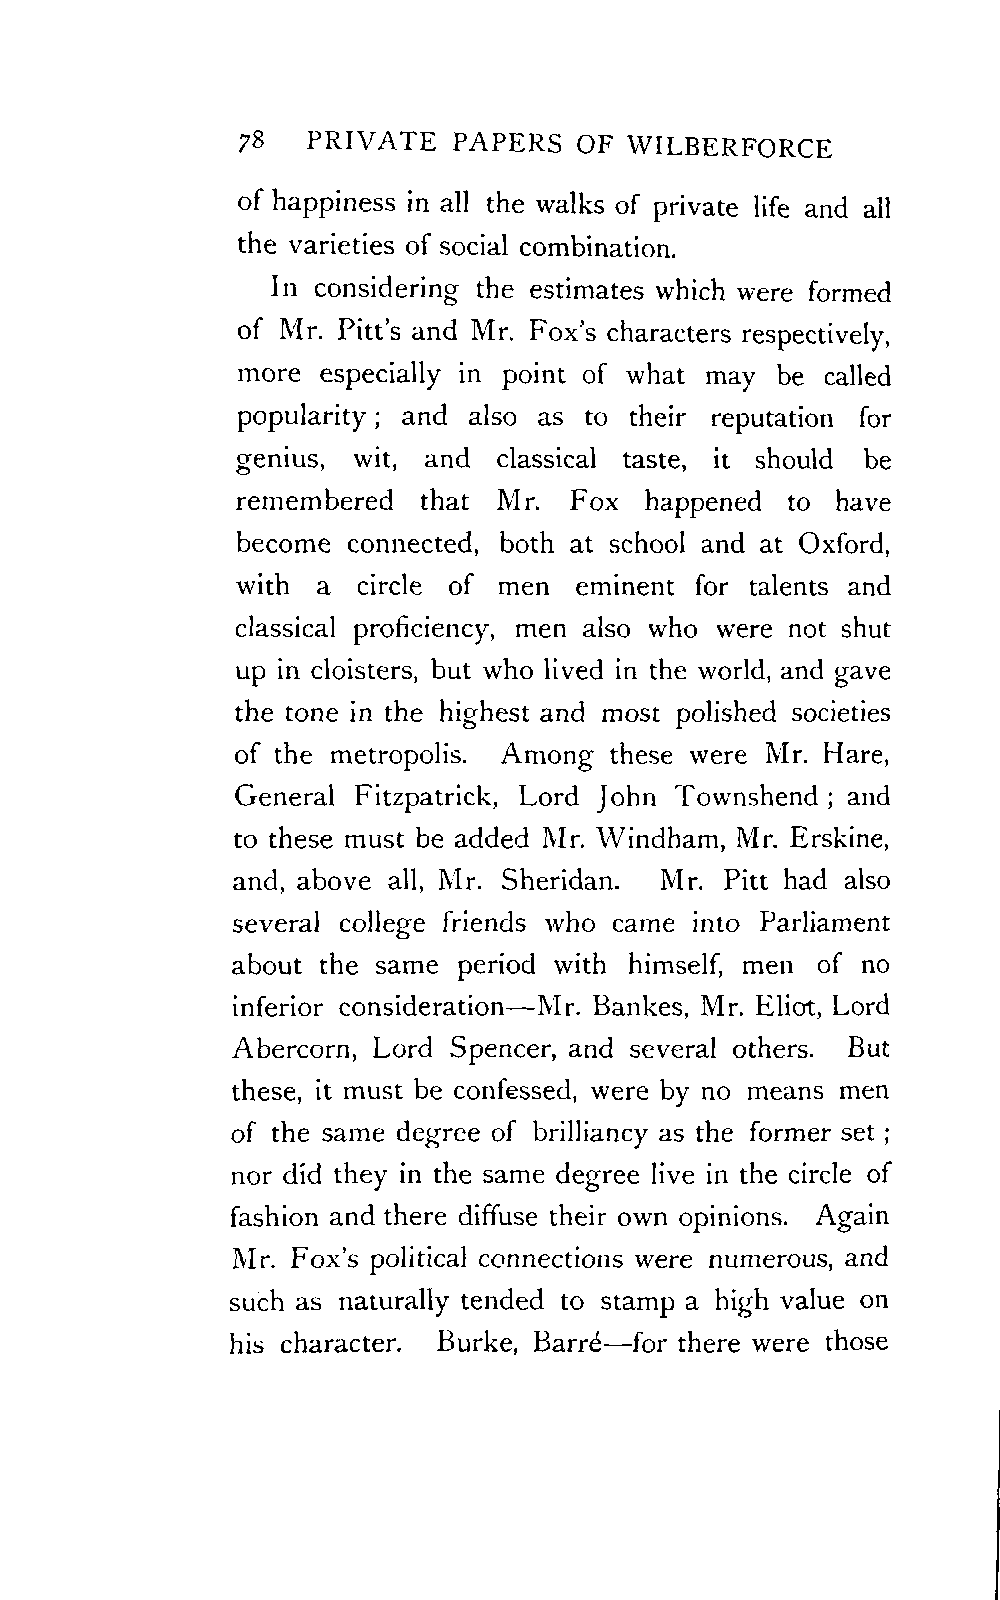 78 PRIVATE PAPERS OF WILBERFORCE
of happiness in all the walks of private life and all
the varieties of social combination.
In considering the estimates which were formed
of Mr. Pitt's and Mr. Fox's characters respectively,
more especially in point of what may be called
popularity ; and also as to their reputation for
genius, wit, and classical taste, it should be
remembered that Mr. Fox happened to have
become connected, both at school and at Oxford,
with a circle of men eminent for talents and
classical proficiency, men also who were not shut
up in cloisters, but who lived in the world, and gave
the tone in the highest and most polished societies
of the metropolis. Among these were Mr. Hare,
General Fitzpatrick, Lord John Townshend ; and
to these must be added Mr. Windham, Mr. Erskine,
and, above all, Mr. Sheridan. Mr. Pitt had also
several college friends who came into Parliament
about the same period with himself, men of no
inferior consideration—Mr. Bankes, Mr. Eliot, Lord
Abercorn, Lord Spencer, and several others. But
these, it must be confessed, were by no means men
of the same degree of brilliancy as the former set ;
nor did they in the same degree live in the circle of
fashion and there diffuse their own opinions. Again
Mr. Fox's political connections were numerous, and
such as naturally tended to stamp a high value on
his character. Burke, Barré—for there were those